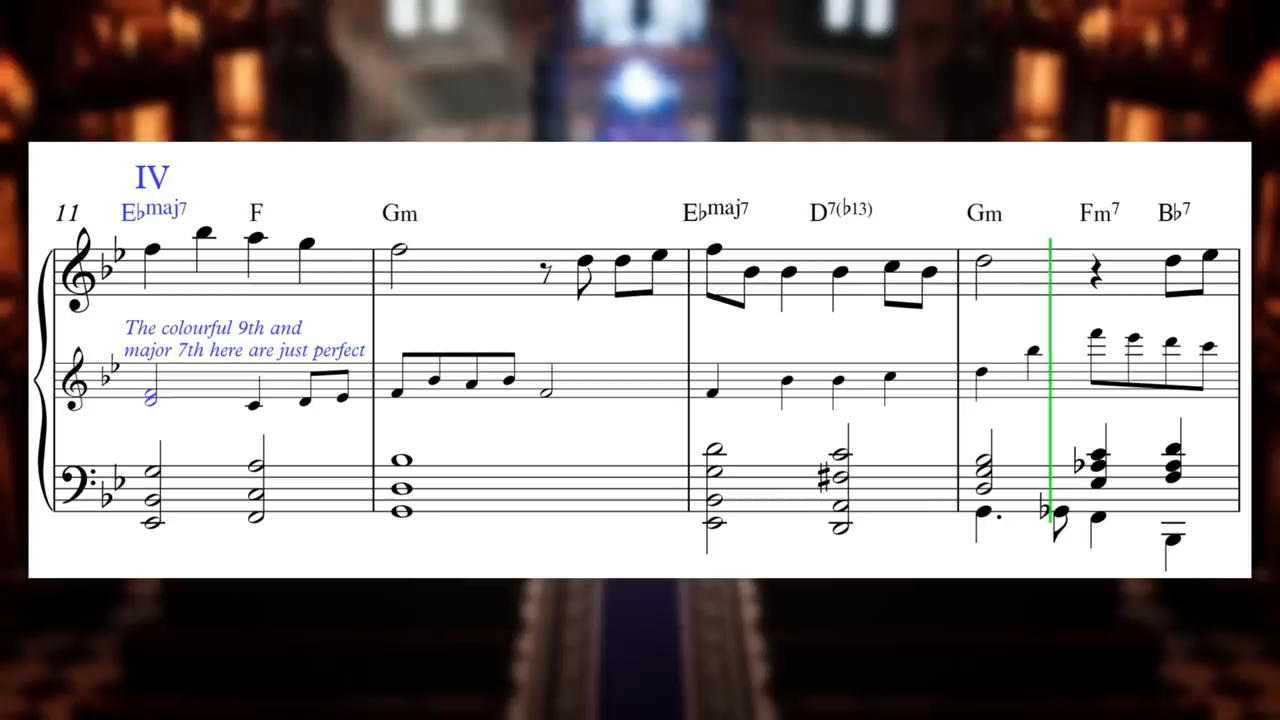 IV
11 E♭maj7 F Gm E♭maj7 D7(♭13) Gm Fm7 B♭7
The colourful 9th and
major 7th here are just perfect